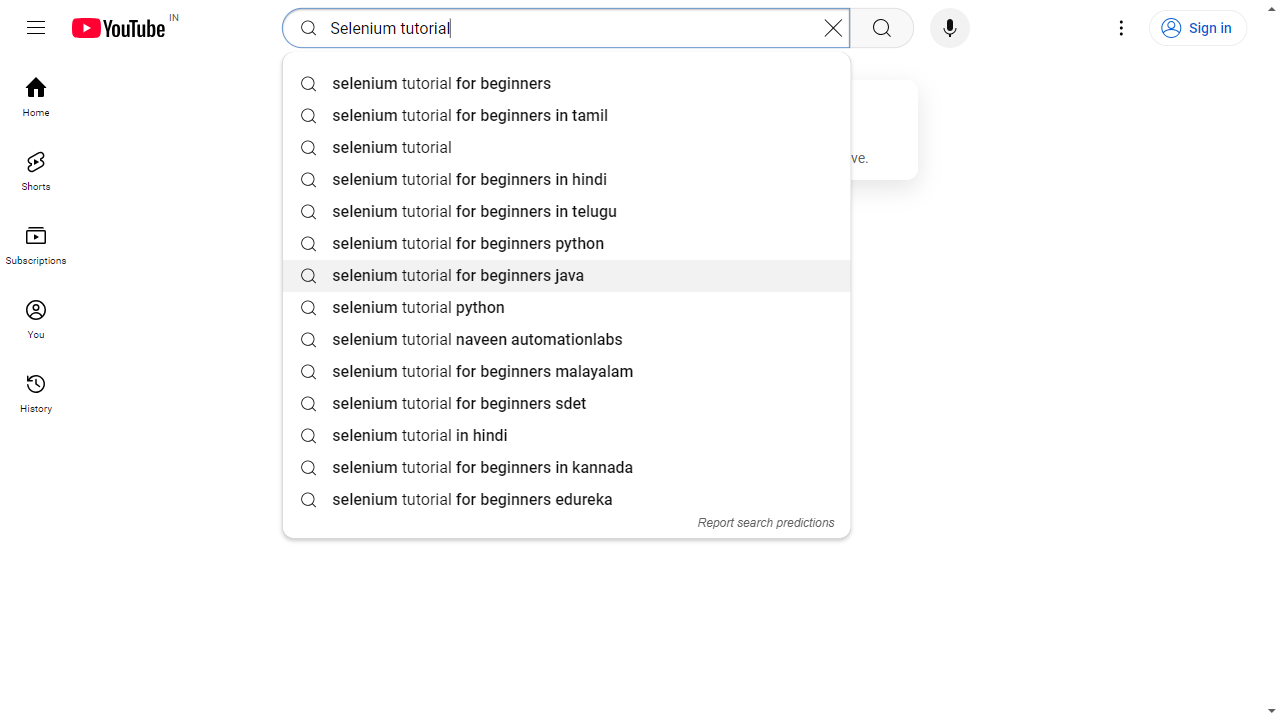 YouTube IN
Selenium tutorial
Sign in
Home
Shorts
Subscriptions
You
History
selenium tutorial for beginners
selenium tutorial for beginners in tamil
selenium tutorial
selenium tutorial for beginners in hindi
selenium tutorial for beginners in telugu
selenium tutorial for beginners python
selenium tutorial for beginners java
selenium tutorial python
selenium tutorial naveen automationlabs
selenium tutorial for beginners malayalam
selenium tutorial for beginners sdet
selenium tutorial in hindi
selenium tutorial for beginners in kannada
selenium tutorial for beginners edureka
Report search predictions
ve.